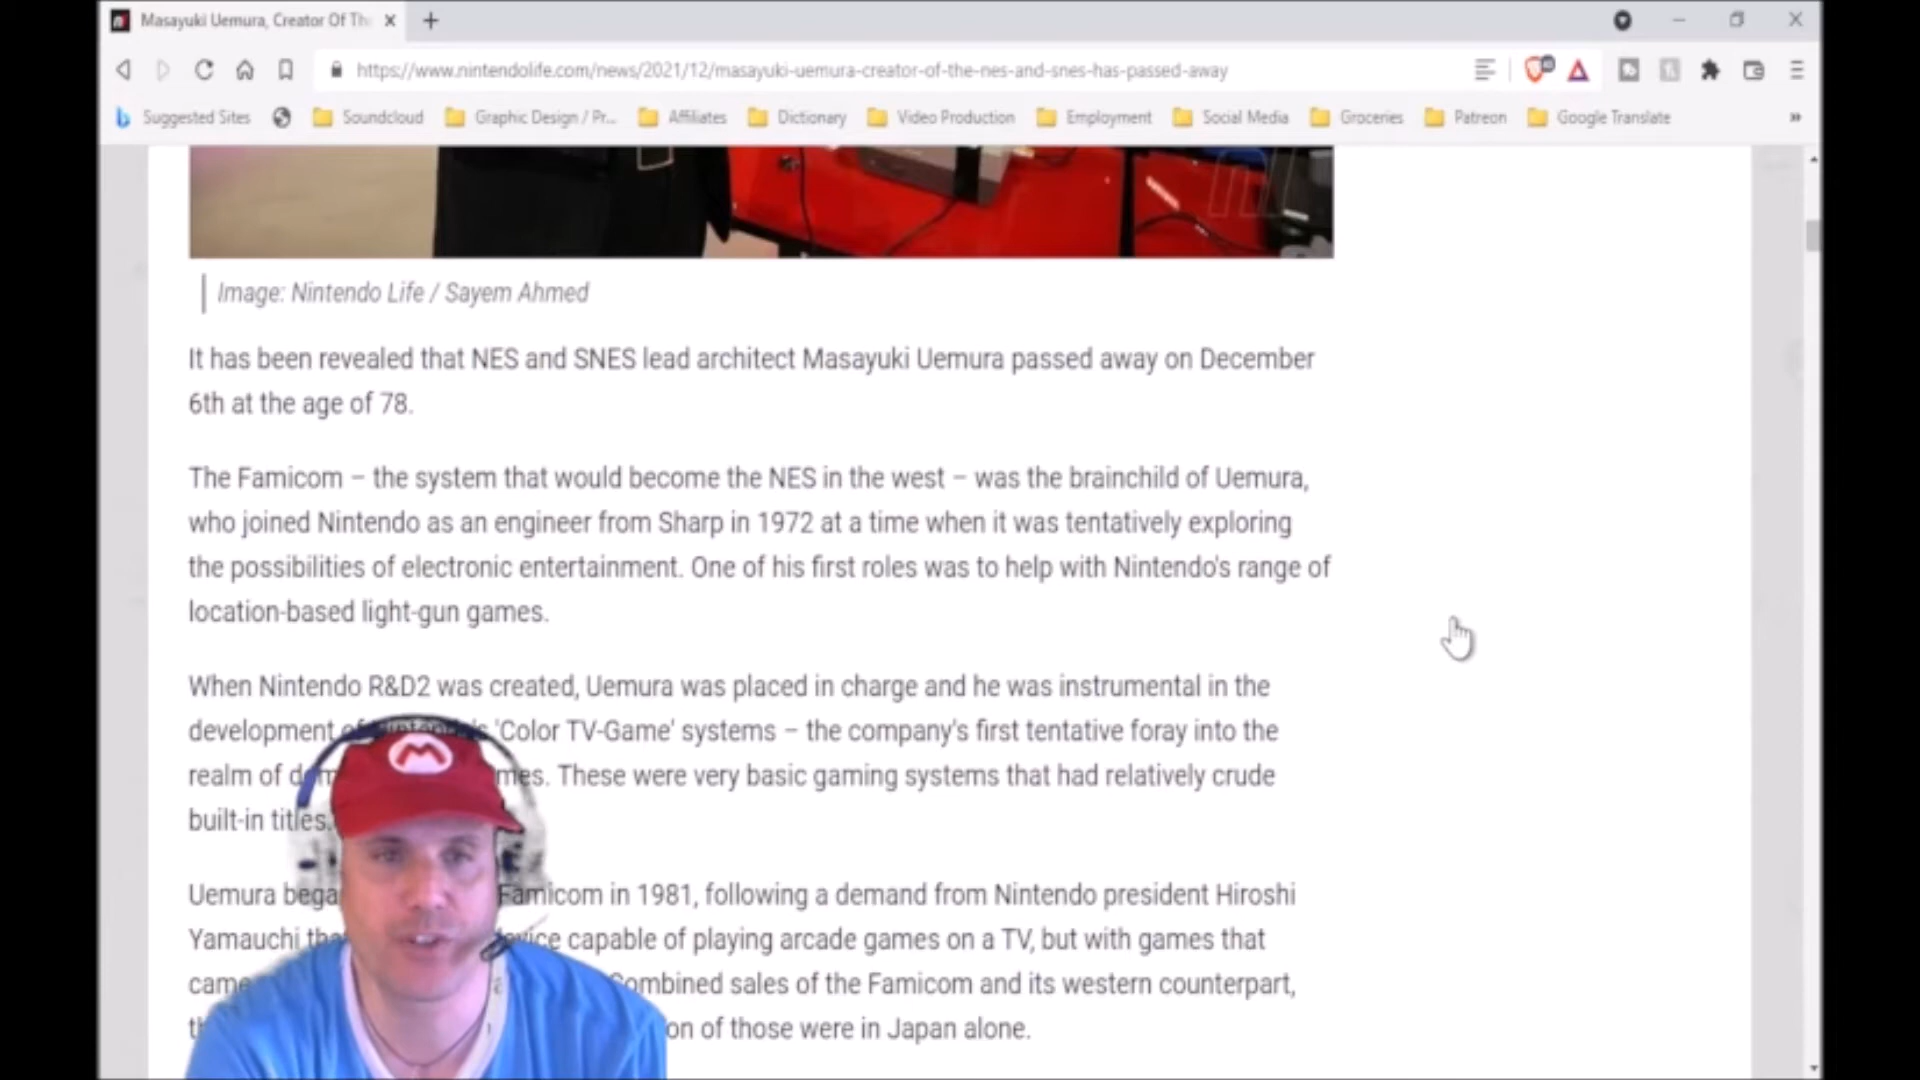 Masayuki Uemura, Creator Of Th
https://www.nintendolife.com/news/2021/12/masayuki-uemura-creator-of-the-nes-and-snes-has-passed-away
Suggested Sites Soundcloud Graphic Design / Pr... Affiliates Dictionary Video Production Employment Social Media Groceries Patreon Google Translate »
Image: Nintendo Life / Sayem Ahmed
It has been revealed that NES and SNES lead architect Masayuki Uemura passed away on December
6th at the age of 78.
The Famicom – the system that would become the NES in the west – was the brainchild of Uemura,
who joined Nintendo as an engineer from Sharp in 1972 at a time when it was tentatively exploring
the possibilities of electronic entertainment. One of his first roles was to help with Nintendo's range of
location-based light-gun games.
When Nintendo R&D2 was created, Uemura was placed in charge and he was instrumental in the
development 'Color TV-Game' systems – the company's first tentative foray into the
realm of These were very basic gaming systems that had relatively crude
built-in titles.
M
Uemura Famicom in 1981, following a demand from Nintendo president Hiroshi
Yamauchi capable of playing arcade games on a TV, but with games that
came Combined sales of the Famicom and its western counterpart,
of those were in Japan alone.